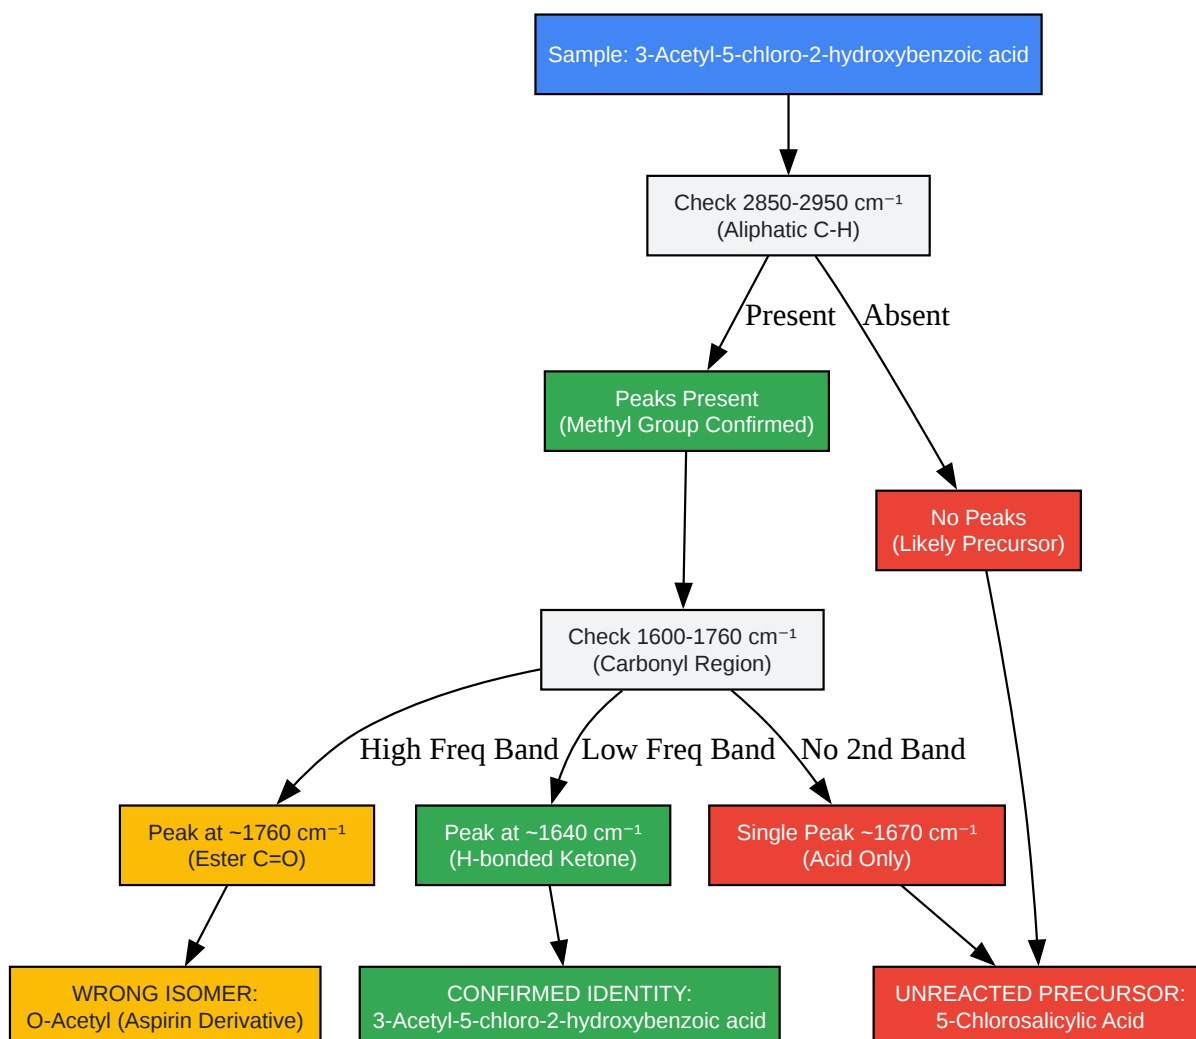 Sample: 3-Acetyl-5-chloro-2-hydroxybenzoic acid
Check 2850-2950 cm⁻¹
(Aliphatic C-H)
Present
Absent
Peaks Present
(Methyl Group Confirmed)
No Peaks
(Likely Precursor)
Check 1600-1760 cm⁻¹
(Carbonyl Region)
High Freq Band
Low Freq Band
No 2nd Band
Peak at ~1760 cm⁻¹
(Ester C=O)
Peak at ~1640 cm⁻¹
(H-bonded Ketone)
Single Peak ~1670 cm⁻¹
(Acid Only)
WRONG ISOMER:
O-Acetyl (Aspirin Derivative)
CONFIRMED IDENTITY:
3-Acetyl-5-chloro-2-hydroxybenzoic acid
UNREACTED PRECURSOR:
5-Chlorosalicylic Acid